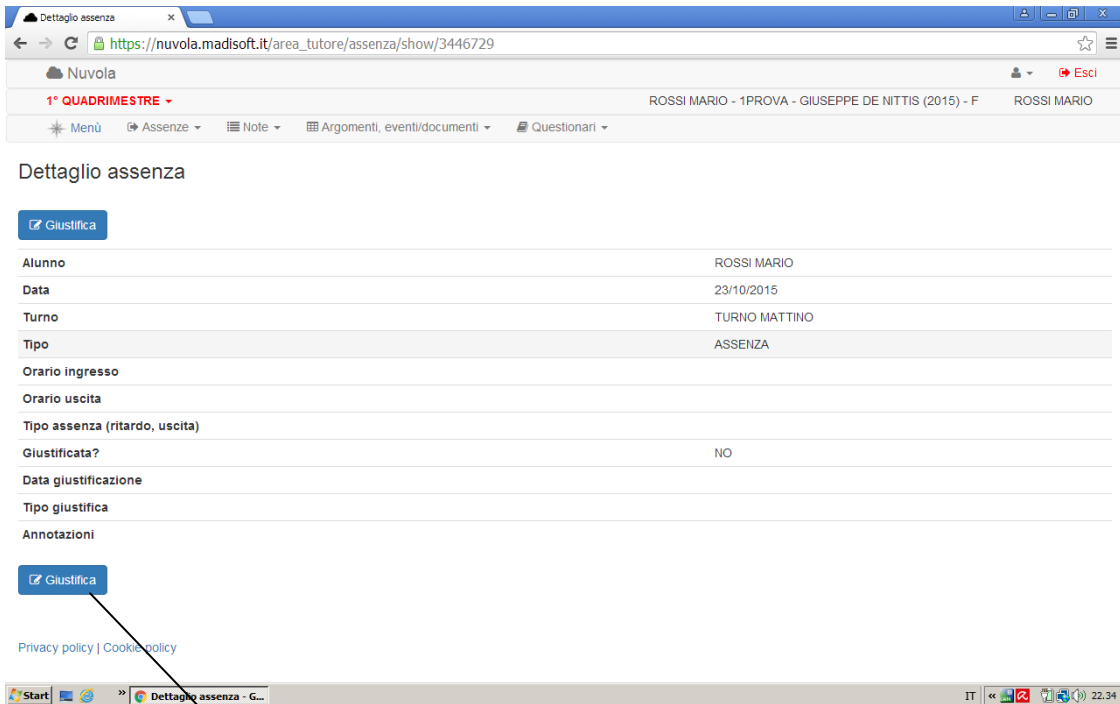 Dettaglio assenza
https://nuvola.madisoft.it/area_tutore/assenza/show/3446729
Nuvola
Esci
1° QUADRIMESTRE
ROSSI MARIO - 1PROVA - GIUSEPPE DE NITTIS (2015) - F ROSSI MARIO
Menù Assenze Note Argomenti, eventi/documenti Questionari
Dettaglio assenza
Giustifica
Alunno ROSSI MARIO
Data 23/10/2015
Turno TURNO MATTINO
Tipo ASSENZA
Orario ingresso
Orario uscita
Tipo assenza (ritardo, uscita)
Giustificata? NO
Data giustificazione
Tipo giustifica
Annotazioni
Giustifica
Privacy policy | Cookie policy
Start » Dettaglio assenza - G... IT « 22.34